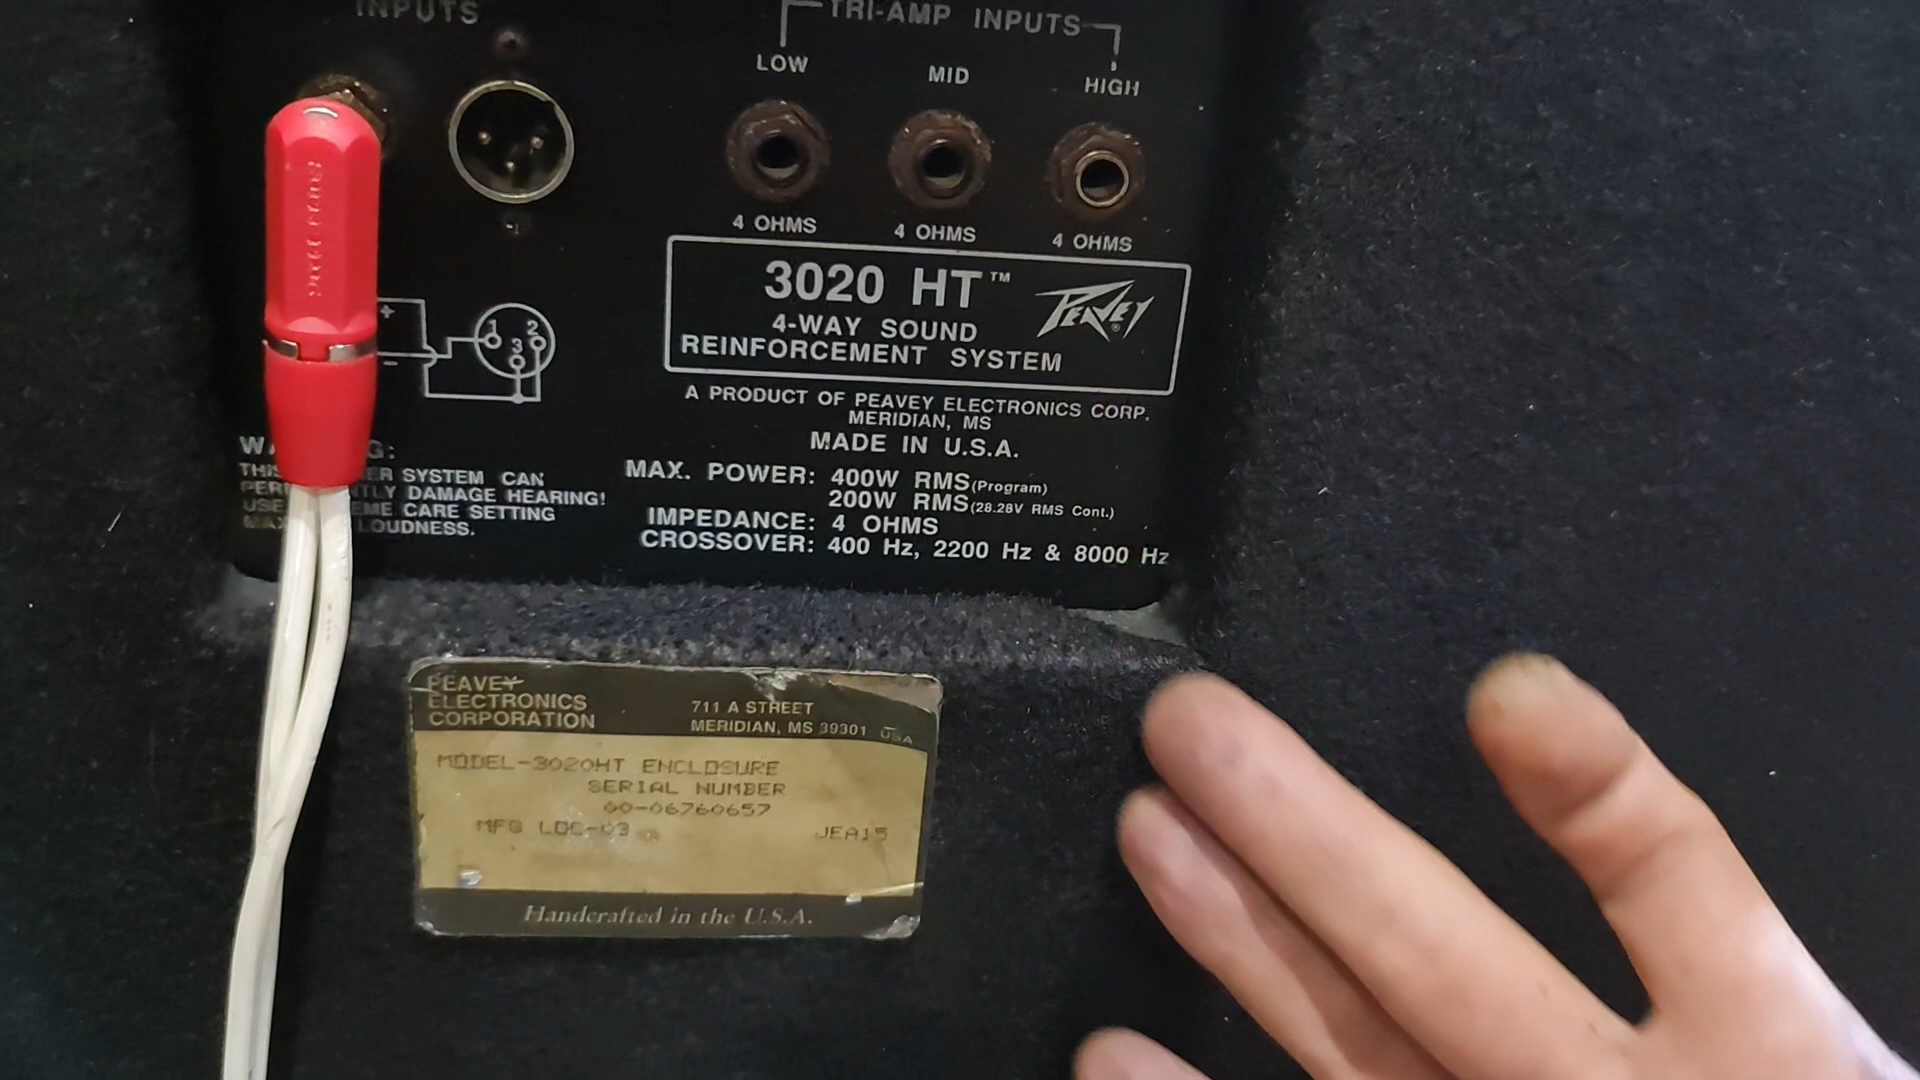 INPUTS
TRI-AMP INPUTS
LOW
MID
HIGH
4 OHMS
4 OHMS
4 OHMS
+
-
1
2
3
3020 HT™
PEAVEY®
4-WAY SOUND
REINFORCEMENT SYSTEM
A PRODUCT OF PEAVEY ELECTRONICS CORP.
MERIDIAN, MS
MADE IN U.S.A.
MAX. POWER: 400W RMS(Program)
200W RMS(28.28V RMS Cont.)
IMPEDANCE: 4 OHMS
CROSSOVER: 400 Hz, 2200 Hz & 8000 Hz
SYSTEM CAN
DAMAGE HEARING!
USE CARE SETTING
LOUDNESS.
PEAVEY
ELECTRONICS
CORPORATION
711 A STREET
MERIDIAN, MS 39301 USA
MODEL-3020HT ENCLOSURE
SERIAL NUMBER
00-06760657
MFG LOC-03 JEA15
Handcrafted in the U.S.A.